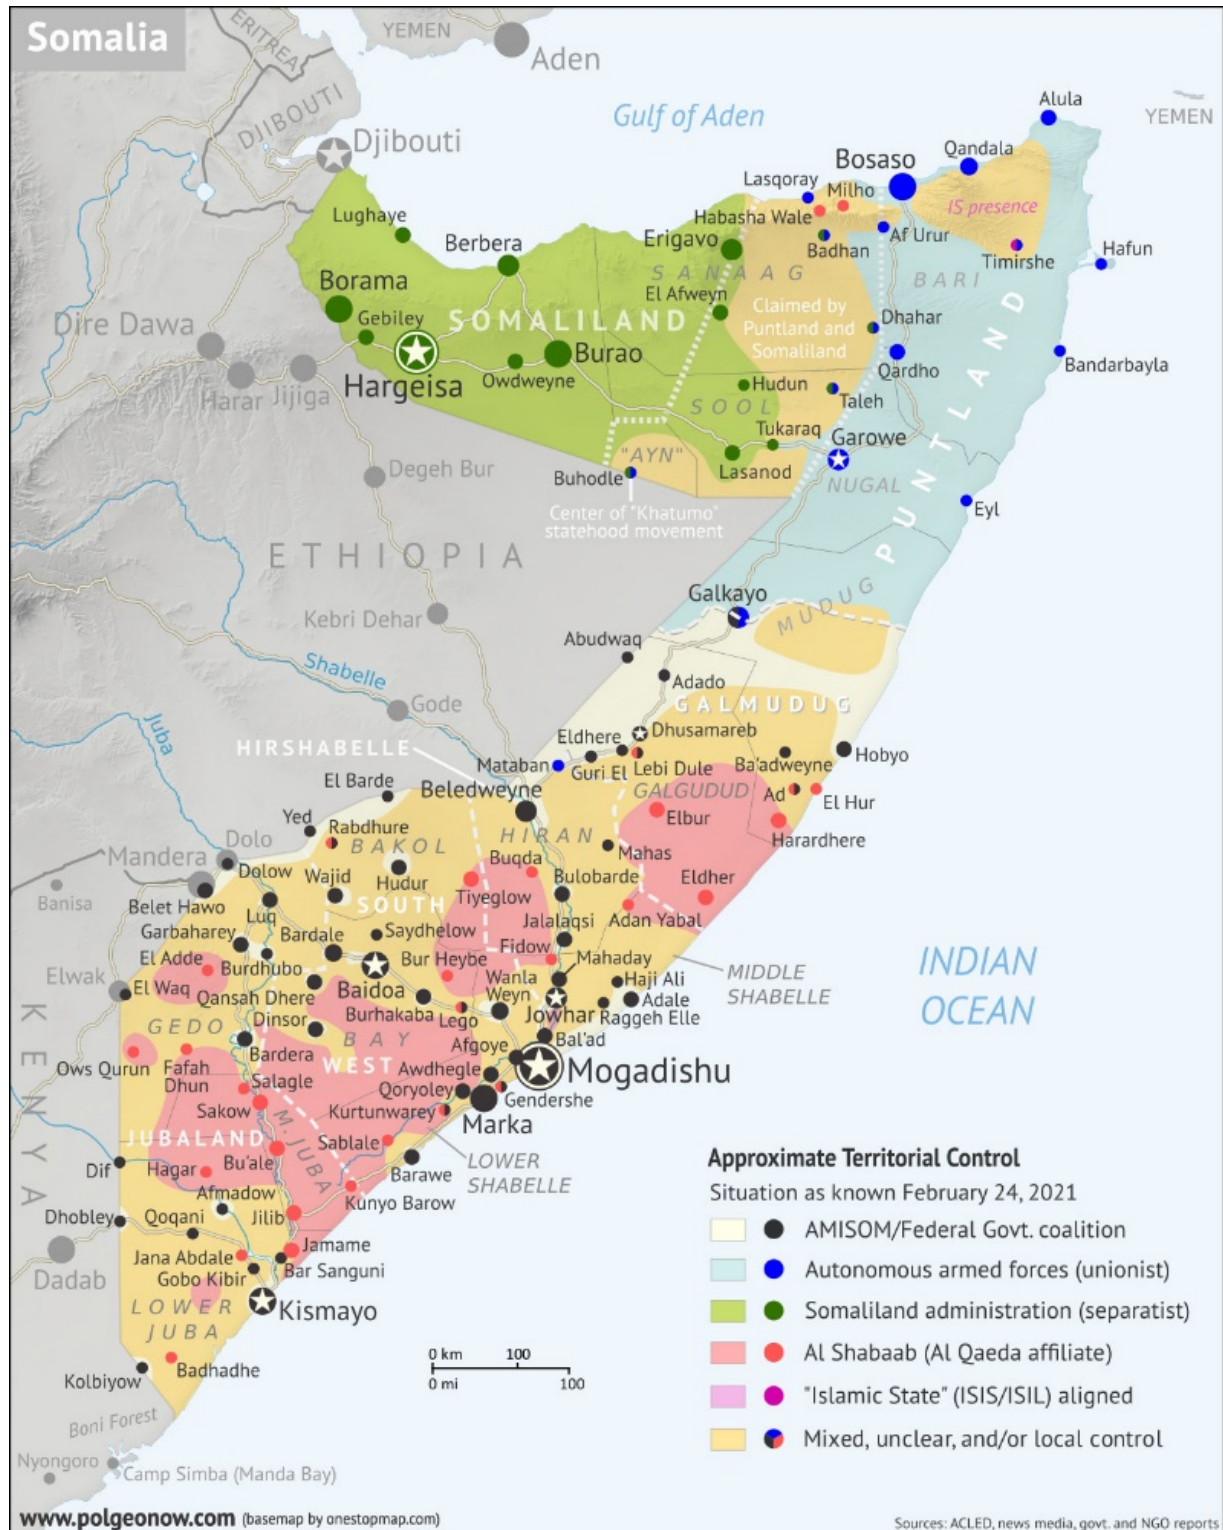 Somalia
ERITREA
YEMEN
Aden
DJIBOUTI
Djibouti
Gulf of Aden
Alula
YEMEN
Qandala
Bosaso
Lasqoray
Milho
Habasha Wale
IS presence
Lughaye
Berbera
Erigavo
Badhan
Af Urur
Timirshe
Hafun
SANAAG
BARI
Borama
El Afweyn
Claimed by
Puntland and
Somaliland
Dhahar
Gebiley
SOMALILAND
Dire Dawa
Burao
Qardho
Bandarbayla
Hargeisa
Owdweyne
Hudun
Taleh
Harar
Jijiga
SOOL
Tukaraq
Garowe
PUNTLAND
"AYN"
Lasanod
Degeh Bur
Buhodle
NUGAL
Eyl
Center of "Khatumo"
statehood movement
ETHIOPIA
Galkayo
MUDUG
Kebri Dehar
Abudwaq
Shabelle
Adado
Gode
GALMUDUG
Juba
Dhusamareb
HIRSHABELLE
Eldhere
Mataban
Guri El
Lebi Dule
Ba'adweyne
Hobyo
El Barde
Beledweyne
GALGUDUD
Ad
El Hur
Elbur
Yed
Rabdhure
Harardhere
Dolo
BAKOL
HIRAN
Mahas
Mandera
Dolow
Wajid
Hudur
Buqda
Bulobarde
Eldher
Banisa
Tiyeglow
Belet Hawo
SOUTH
Luq
Jalalaqsi
Adan Yabal
Garbaharey
Bardale
Saydhelow
El Adde
Burdhubo
Bur Heybe
Fidow
Mahaday
INDIAN
OCEAN
Elwak
El Waq
Wanla
Weyn
Haji Ali
MIDDLE
SHABELLE
Qansah Dhere
Baidoa
Adale
Burhakaba
Lego
Jowhar
Raggeh Elle
KENYA
GEDO
Dinsor
BAY
Bal'ad
Afgoye
Bardera
Ows Qurun
Fafah
Dhun
WEST
Awdhegle
Mogadishu
Salagle
Qoryoley
Gendershe
Sakow
Kurtunwarey
Marka
M. JUBA
JUBALAND
Sablale
Dif
Hagar
Bu'ale
Barawe
LOWER
SHABELLE
Afmadow
Kunyo Barow
Dhobley
Qoqani
Jilib
Jana Abdale
Jamame
Dadab
Gobo Kibir
Bar Sanguni
LOWER
JUBA
Kismayo
Badhadhe
Kolbiyow
Boni Forest
Nyongoro
Camp Simba (Manda Bay)
0 km 100
0 mi 100
Approximate Territorial Control
Situation as known February 24, 2021
AMISOM/Federal Govt. coalition
Autonomous armed forces (unionist)
Somaliland administration (separatist)
Al Shabaab (Al Qaeda affiliate)
"Islamic State" (ISIS/ISIL) aligned
Mixed, unclear, and/or local control
www.polgeonow.com (basemap by onestopmap.com)
Sources: ACLED, news media, govt. and NGO reports